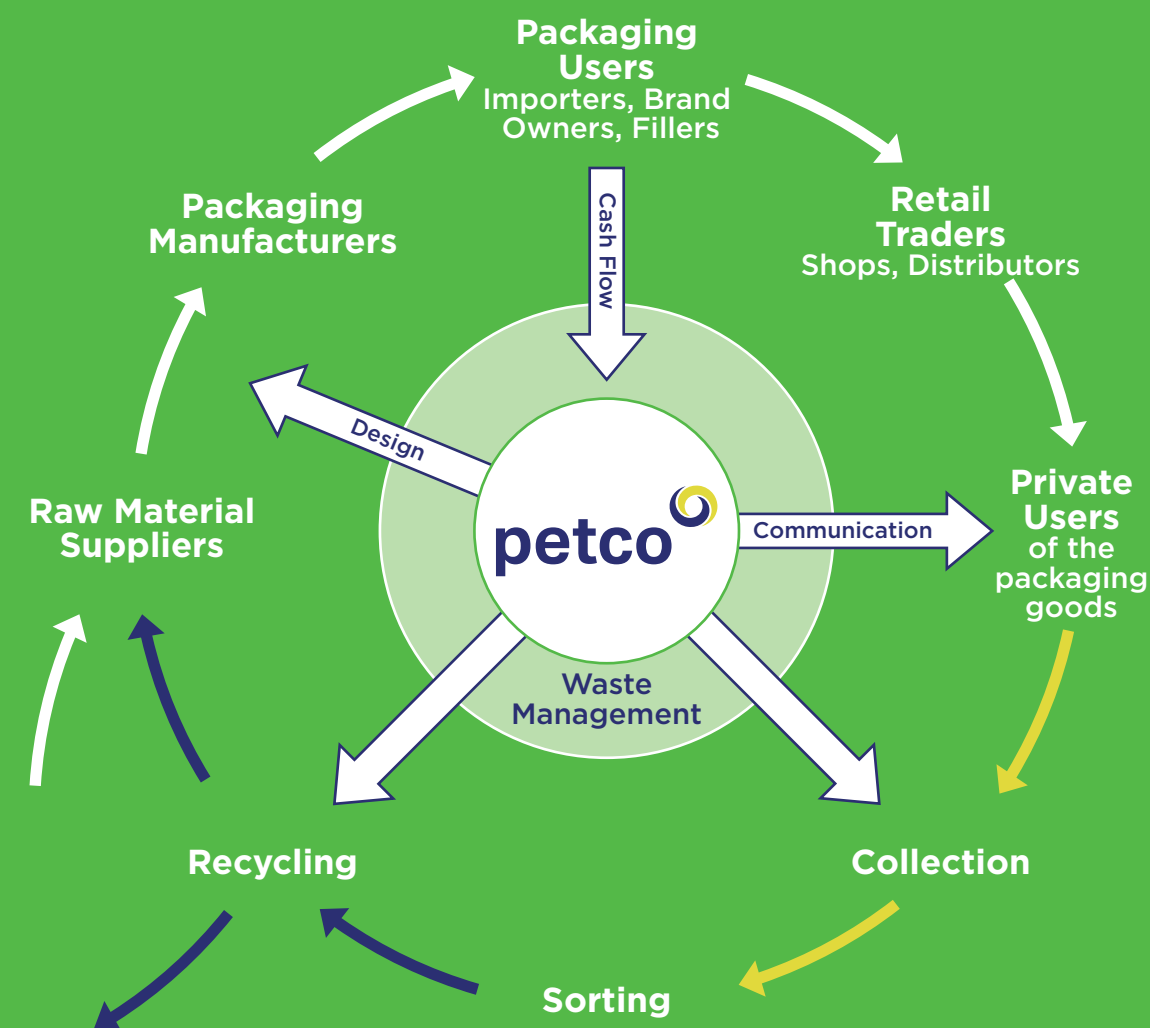 Packaging
Users
Importers, Brand
Owners, Fillers
Cash Flow
Retail
Traders
Shops, Distributors
Packaging
Manufacturers
Design
Raw Material
Suppliers
petco
Communication
Private
Users
of the
packaging
goods
Waste
Management
Recycling
Collection
Sorting